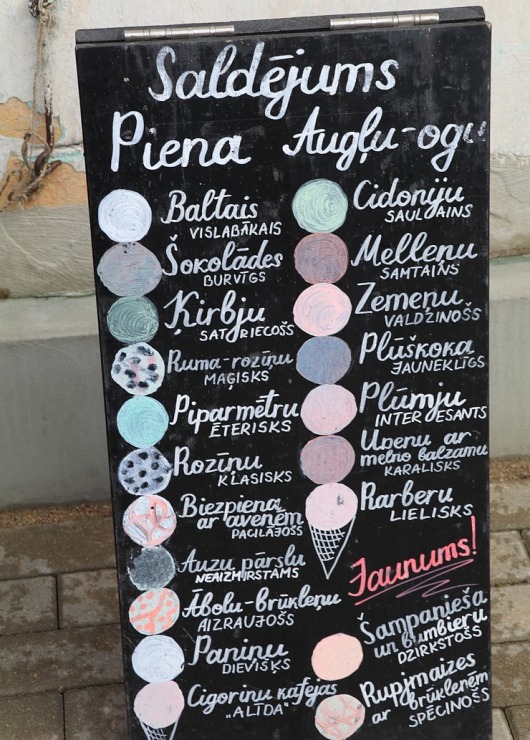 Saldējums
Piena
Baltais
VISLABĀKAIS
Šokolādes
BURVĪGS
Ķirbju
SATRIECOŠS
Ruma-rozīņu
MAĢISKS
Piparmētru
ĒTERISKS
Rozīņu
KLASISKS
Biezpiena
ar avenēm
PACILĀJOŠS
Auzu pārslu
NEAIZMIRSTAMS
Ābolu-brūkleņu
AIZRAUJOŠS
Paniņu
DIEVIŠĶS
Cigoriņu kafejas
"ALĪDA"
Augļu-ogu
Cidoniju
SAULAINS
Melleņu
SAMTAINS
Zemeņu
VALDZINOŠS
Plūškoka
JAUNEKLĪGS
Plūmju
INTERESANTS
Upeņu ar
melno balzamu
KARALISKS
Rarberu
LIELISKS
Jaunums!
Šampanieša
un bumbieru
DZIRKSTOŠS
Rupjmaizes
ar brūklenēm
SPĒCINOŠS